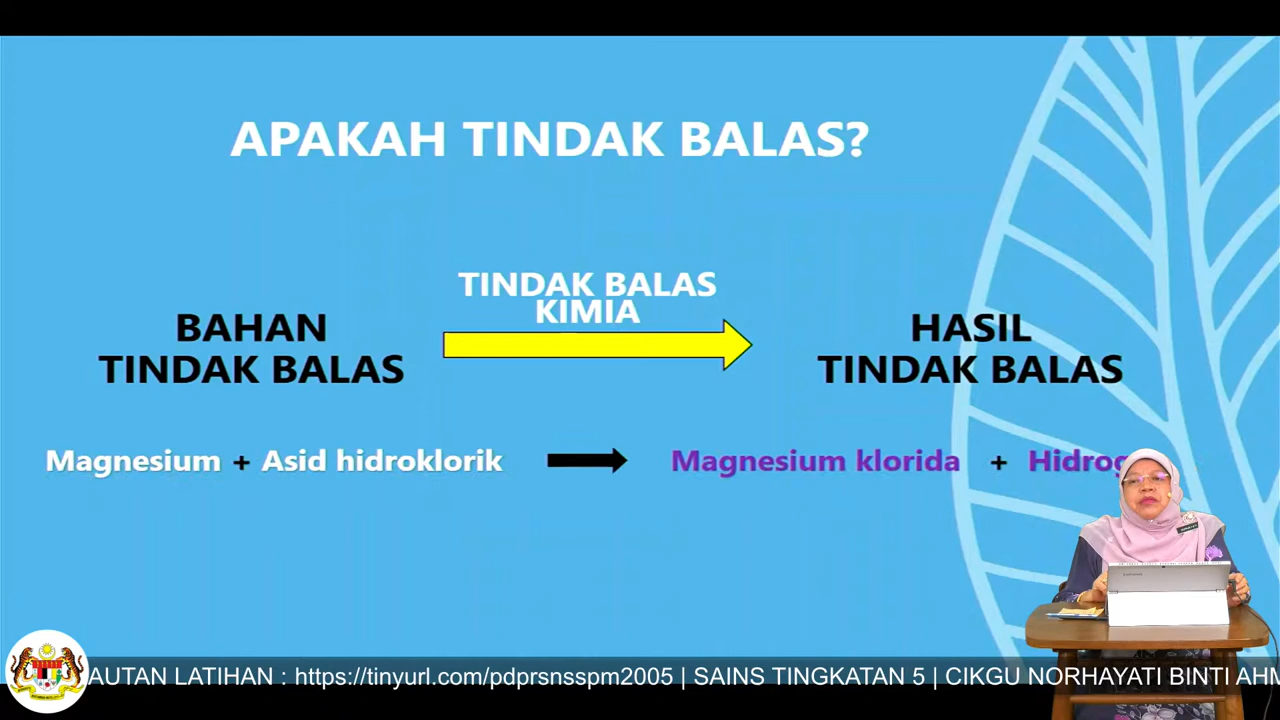 APAKAH TINDAK BALAS?
TINDAK BALAS
KIMIA
BAHAN
TINDAK BALAS
HASIL
TINDAK BALAS
Magnesium + Asid hidroklorik
Magnesium klorida + Hidrog
AUTAN LATIHAN : https://tinyurl.com/pdprsnsspm2005 | SAINS TINGKATAN 5 | CIKGU NORHAYATI BINTI AHM